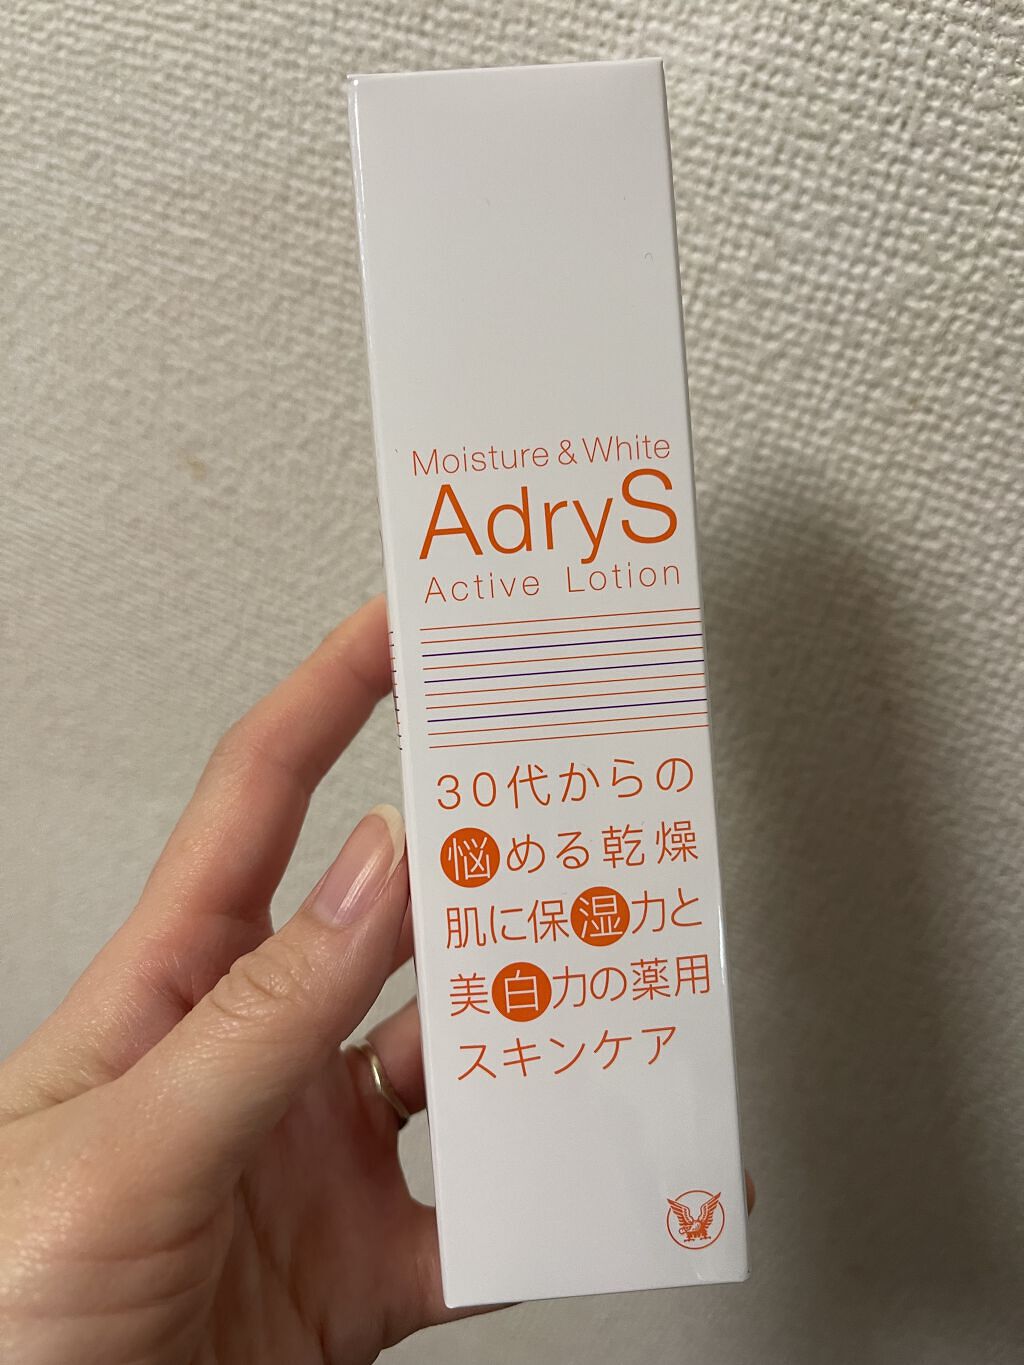 Moisture & White
AdryS
Active Lotion
30代からの
悩める乾燥
肌に保湿力と
美白力の薬用
スキンケア